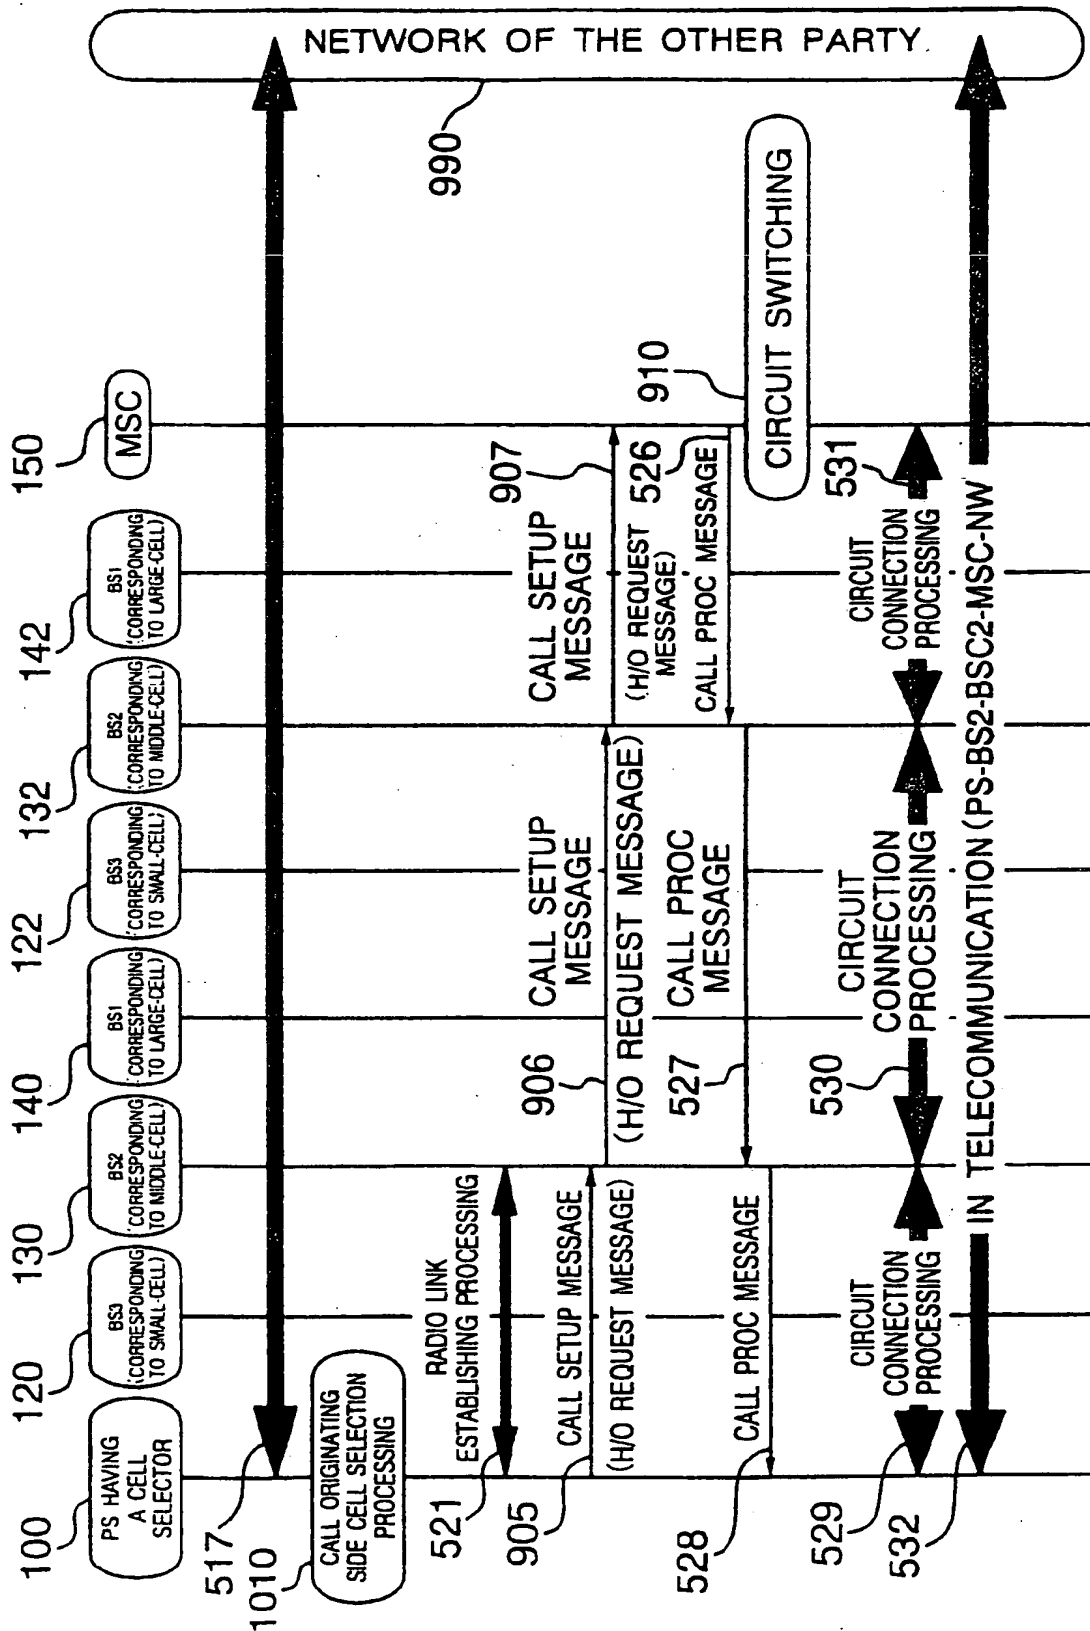 100
PS HAVING
A CELL
SELECTOR
120
BS3
(CORRESPONDING
TO SMALL-CELL)
130
BS2
(CORRESPONDING
TO MIDDLE-CELL)
140
BS1
(CORRESPONDING
TO LARGE-CELL)
122
BS3
(CORRESPONDING
TO SMALL-CELL)
132
BS2
(CORRESPONDING
TO MIDDLE-CELL)
142
BS1
(CORRESPONDING
TO LARGE-CELL)
150
MSC
NETWORK OF THE OTHER PARTY
990
517
1010
CALL ORIGINATING
SIDE CELL SELECTION
PROCESSING
521
RADIO LINK
ESTABLISHING PROCESSING
905
CALL SETUP MESSAGE
(H/O REQUEST MESSAGE)
906
CALL SETUP
MESSAGE
(H/O REQUEST MESSAGE)
907
CALL SETUP
MESSAGE
(H/O REQUEST
MESSAGE)
526
CALL PROC MESSAGE
527
CALL PROC
MESSAGE
528
CALL PROC MESSAGE
910
CIRCUIT SWITCHING
529
CIRCUIT
CONNECTION
PROCESSING
530
CIRCUIT
CONNECTION
PROCESSING
531
CIRCUIT
CONNECTION
PROCESSING
532
IN TELECOMMUNICATION (PS-BS2-BSC2-MSC-NW